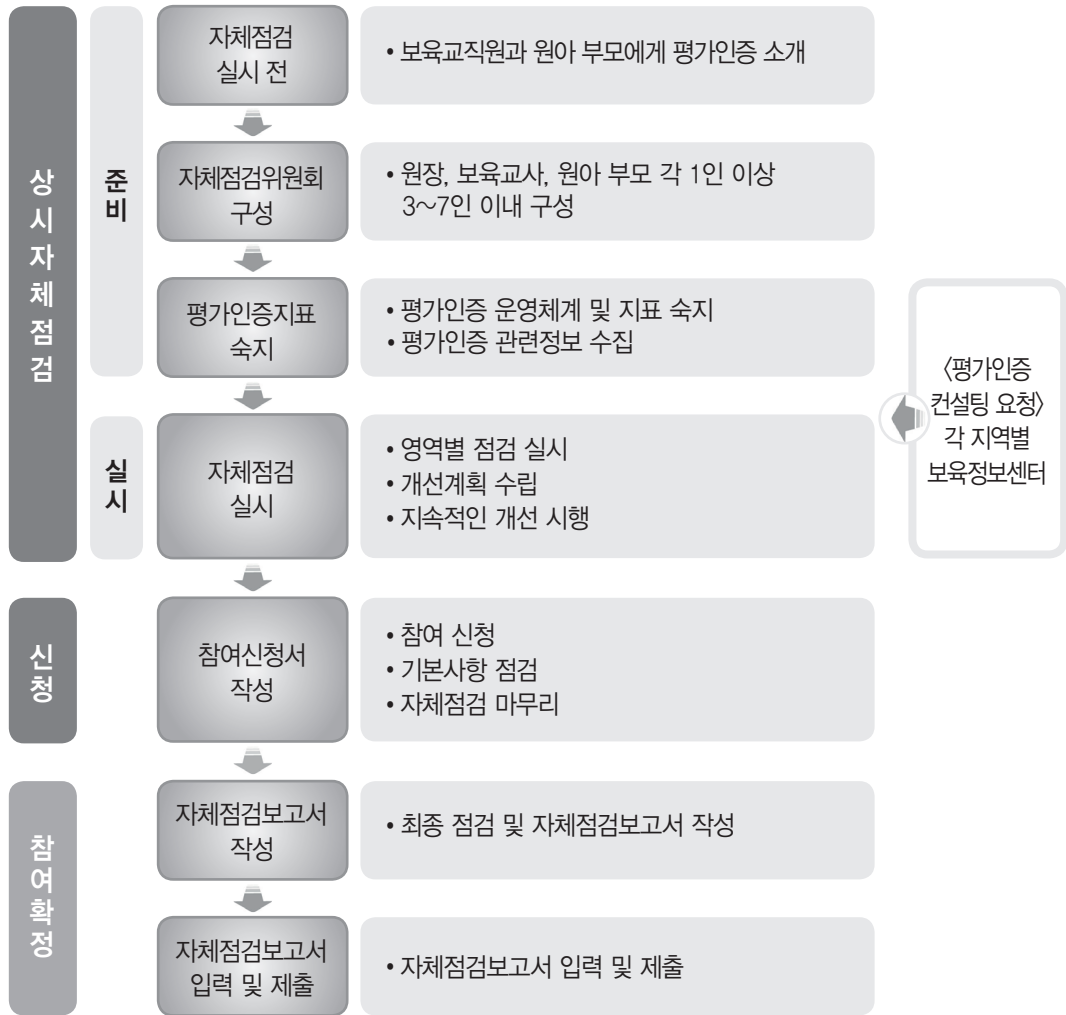 상시자체점검
준비
자체점검
실시 전
• 보육교직원과 원아 부모에게 평가인증 소개
자체점검위원회
구성
• 원장, 보육교사, 원아 부모 각 1인 이상
3~7인 이내 구성
평가인증지표
숙지
• 평가인증 운영체계 및 지표 숙지
• 평가인증 관련정보 수집
실시
자체점검
실시
• 영역별 점검 실시
• 개선계획 수립
• 지속적인 개선 시행
〈평가인증
컨설팅 요청〉
각 지역별
보육정보센터
신청
참여신청서
작성
• 참여 신청
• 기본사항 점검
• 자체점검 마무리
참여확정
자체점검보고서
작성
• 최종 점검 및 자체점검보고서 작성
자체점검보고서
입력 및 제출
• 자체점검보고서 입력 및 제출